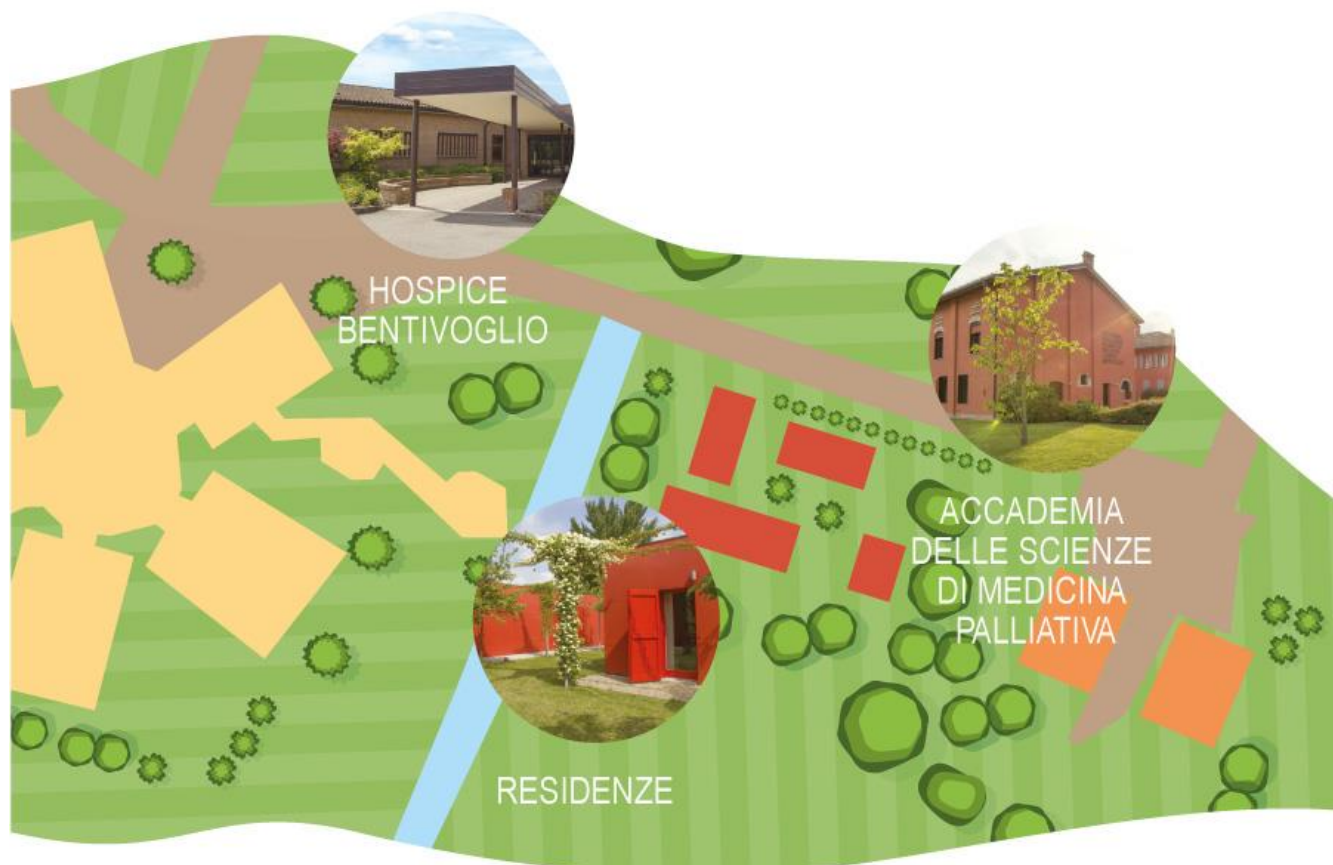 HOSPICE
BENTIVOGLIO
ACCADEMIA
DELLE SCIENZE
DI MEDICINA
PALLIATIVA
RESIDENZE